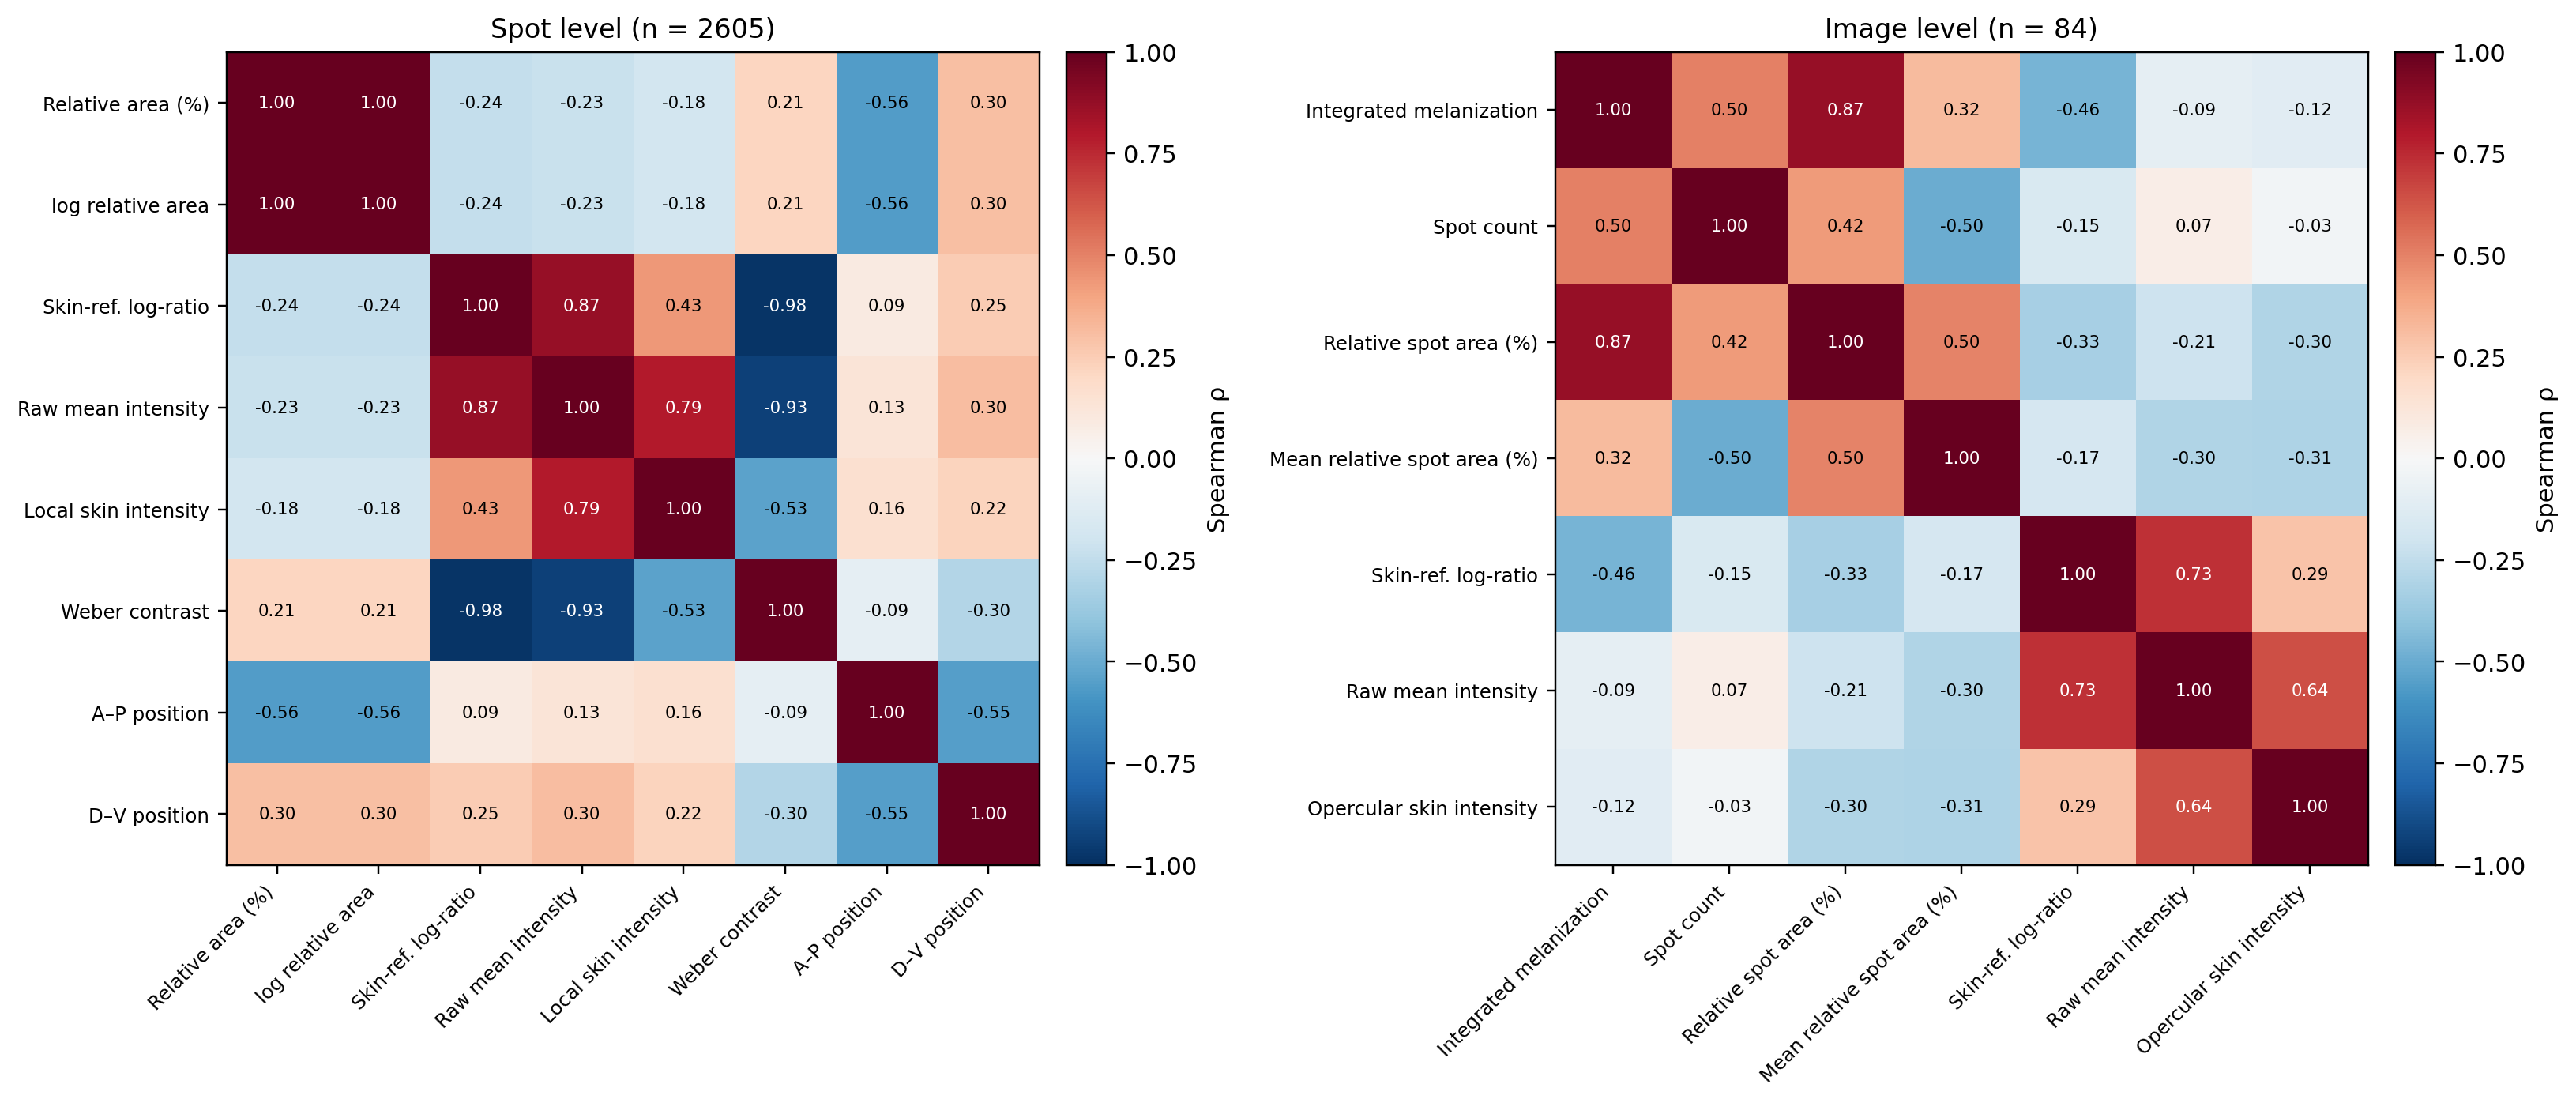 Spot level (n = 2605)
Relative area (%) 1.00 1.00 -0.24 -0.23 -0.18 0.21 -0.56 0.30
log relative area 1.00 1.00 -0.24 -0.23 -0.18 0.21 -0.56 0.30
Skin-ref. log-ratio -0.24 -0.24 1.00 0.87 0.43 -0.98 0.09 0.25
Raw mean intensity -0.23 -0.23 0.87 1.00 0.79 -0.93 0.13 0.30
Local skin intensity -0.18 -0.18 0.43 0.79 1.00 -0.53 0.16 0.22
Weber contrast 0.21 0.21 -0.98 -0.93 -0.53 1.00 -0.09 -0.30
A–P position -0.56 -0.56 0.09 0.13 0.16 -0.09 1.00 -0.55
D–V position 0.30 0.30 0.25 0.30 0.22 -0.30 -0.55 1.00
Relative area (%)
log relative area
Skin-ref. log-ratio
Raw mean intensity
Local skin intensity
Weber contrast
A–P position
D–V position
1.00
0.75
0.50
0.25
0.00
−0.25
−0.50
−0.75
−1.00
Spearman ρ
Image level (n = 84)
Integrated melanization 1.00 0.50 0.87 0.32 -0.46 -0.09 -0.12
Spot count 0.50 1.00 0.42 -0.50 -0.15 0.07 -0.03
Relative spot area (%) 0.87 0.42 1.00 0.50 -0.33 -0.21 -0.30
Mean relative spot area (%) 0.32 -0.50 0.50 1.00 -0.17 -0.30 -0.31
Skin-ref. log-ratio -0.46 -0.15 -0.33 -0.17 1.00 0.73 0.29
Raw mean intensity -0.09 0.07 -0.21 -0.30 0.73 1.00 0.64
Opercular skin intensity -0.12 -0.03 -0.30 -0.31 0.29 0.64 1.00
Integrated melanization
Spot count
Relative spot area (%)
Mean relative spot area (%)
Skin-ref. log-ratio
Raw mean intensity
Opercular skin intensity
1.00
0.75
0.50
0.25
0.00
−0.25
−0.50
−0.75
−1.00
Spearman ρ